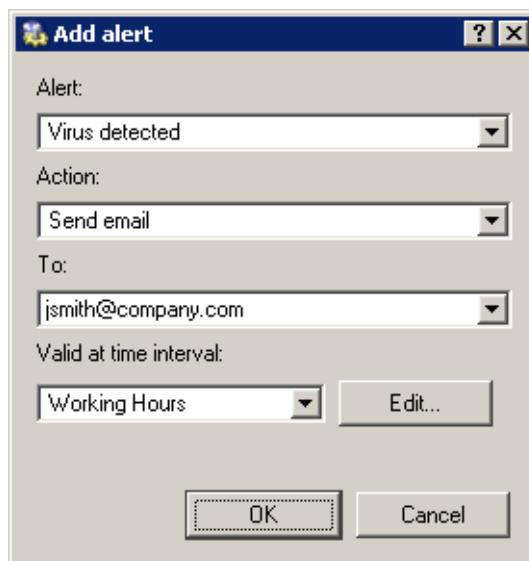 Add alert
Alert:
Virus detected
Action:
Send email
To:
jsmith@company.com
Valid at time interval:
Working Hours
Edit...
OK
Cancel